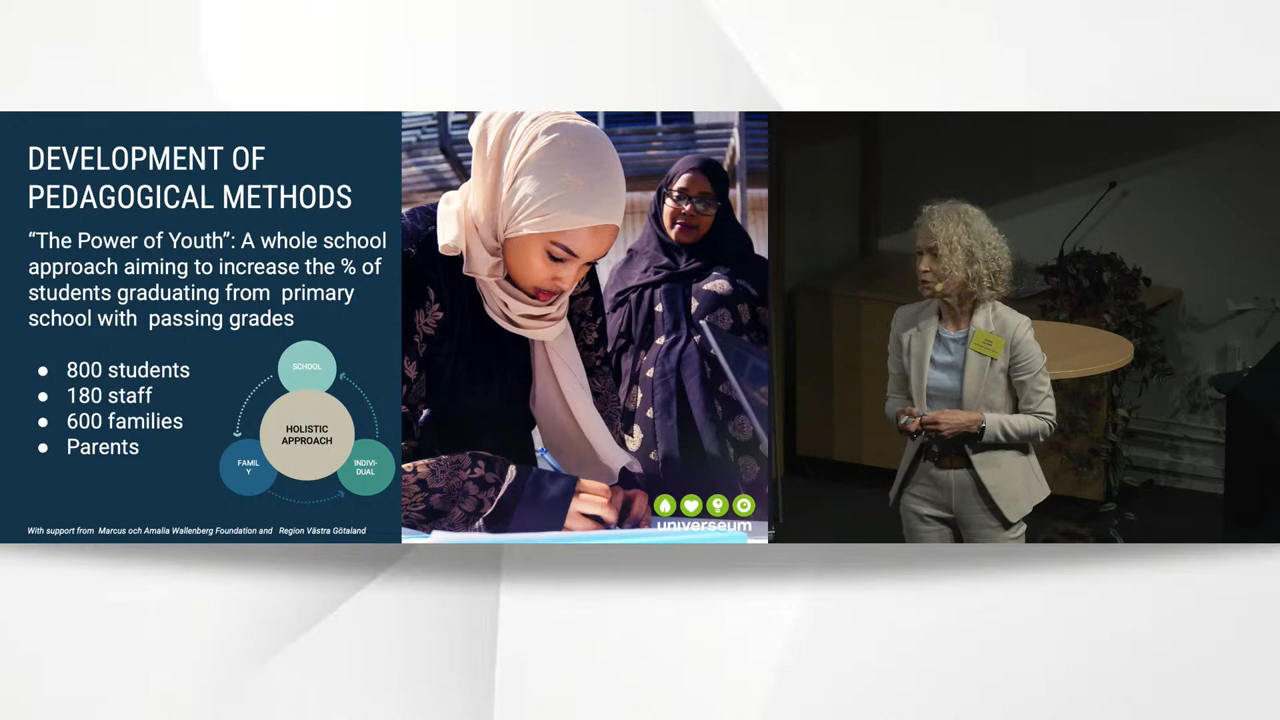 DEVELOPMENT OF
PEDAGOGICAL METHODS
“The Power of Youth”: A whole school
approach aiming to increase the % of
students graduating from  primary
school with  passing grades
● 800 students
● 180 staff
● 600 families
● Parents
SCHOOL
HOLISTIC
APPROACH
FAMIL
Y
INDIVI-
DUAL
With support from  Marcus och Amalia Wallenberg Foundation and   Region Västra Götaland
universeum